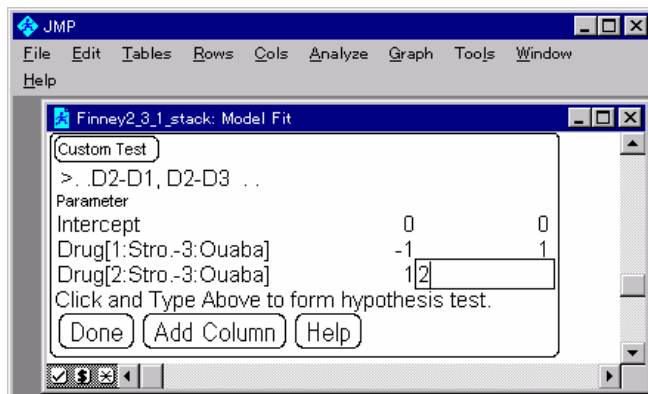 JMP
File Edit Tables Rows Cols Analyze Graph Tools Window
Help
Finney2_3_1_stack: Model Fit
Custom Test
>. .D2-D1, D2-D3 . .
Parameter
Intercept 0 0
Drug[1:Stro.-3:Ouaba] -1 1
Drug[2:Stro.-3:Ouaba] 1 2
Click and Type Above to form hypothesis test.
Done Add Column Help